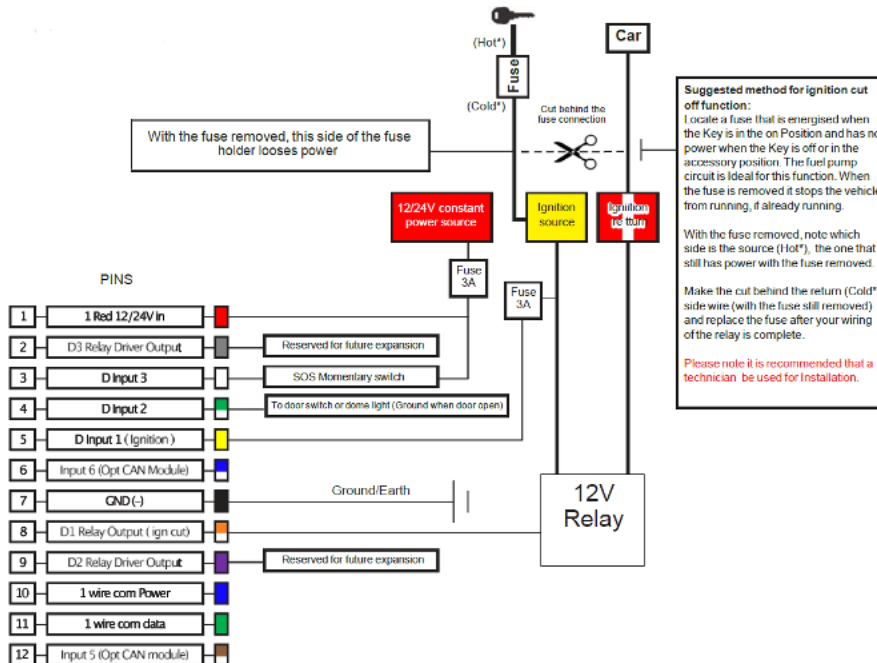 (Hot*)
Fuse
(Cold*)
Car
Cut behind the
fuse connection
With the fuse removed, this side of the fuse
holder looses power
Suggested method for ignition cut
off function:
Locate a fuse that is energised when
the Key is in the on Position and has no
power when the Key is off or in the
accessory position. The fuel pump
circuit is Ideal for this function. When
the fuse is removed it stops the vehicle
from running, if already running.
With the fuse removed, note which
side is the source (Hot*), the one that
still has power with the fuse removed.
Make the cut behind the return (Cold*
side wire (with the fuse still removed)
and replace the fuse after your wiring
of the relay is complete.
Please note it is recommended that a
technician be used for Installation.
12/24V constant
power source
Ignition
source
Ignition
Fuse
3A
Fuse
3A
PINS
1 1 Red 12/24V in
2 D3 Relay Driver Output Reserved for future expansion
3 D Input 3 SOS Momentary switch
4 D Input 2 To door switch or dome light (Ground when door open)
5 D Input 1 ( Ignition )
6 Input 6 (Opt CAN Module)
7 GND (-) Ground/Earth
8 D1 Relay Output ( ign cut)
9 D2 Relay Driver Output Reserved for future expansion
10 1 wire com Power
11 1 wire com data
12 Input 5 (Opt CAN module)
12V
Relay